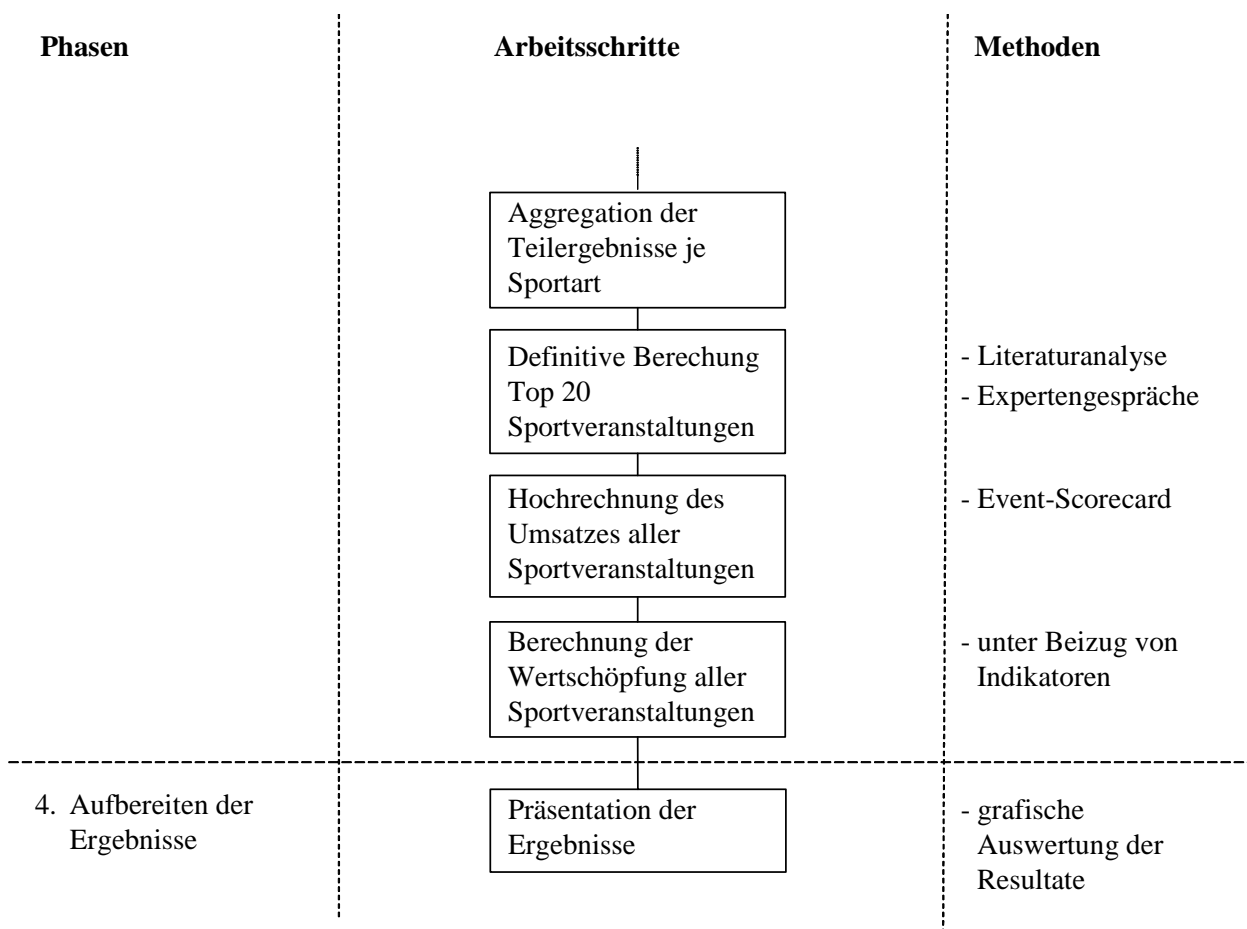 Phasen
Arbeitsschritte
Methoden
Aggregation der
Teilergebnisse je
Sportart
Definitive Berechung
Top 20
Sportveranstaltungen
- Literaturanalyse
- Expertengespräche
Hochrechnung des
Umsatzes aller
Sportveranstaltungen
- Event-Scorecard
Berechnung der
Wertschöpfung aller
Sportveranstaltungen
- unter Beizug von
Indikatoren
4. Aufbereiten der
Ergebnisse
Präsentation der
Ergebnisse
- grafische
Auswertung der
Resultate